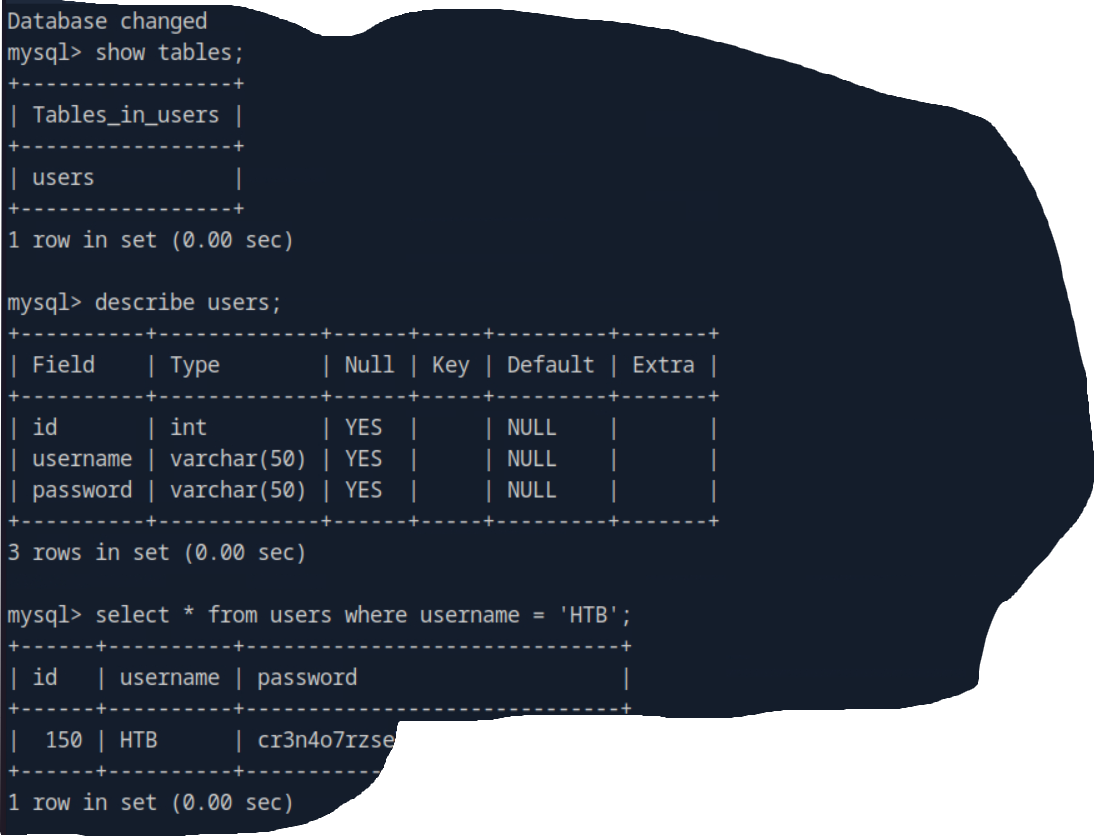 Database changed
mysql> show tables;
+-----------------+
| Tables_in_users |
+-----------------+
| users           |
+-----------------+
1 row in set (0.00 sec)

mysql> describe users;
+----------+-------------+------+-----+---------+-------+
| Field    | Type        | Null | Key | Default | Extra |
+----------+-------------+------+-----+---------+-------+
| id       | int         | YES  |     | NULL    |       |
| username | varchar(50) | YES  |     | NULL    |       |
| password | varchar(50) | YES  |     | NULL    |       |
+----------+-------------+------+-----+---------+-------+
3 rows in set (0.00 sec)

mysql> select * from users where username = 'HTB';
+------+----------+------------------------------+
| id   | username | password                     |
+------+----------+------------------------------+
|  150 | HTB      | cr3n4o7rzse
+------+----------+-----------
1 row in set (0.00 sec)